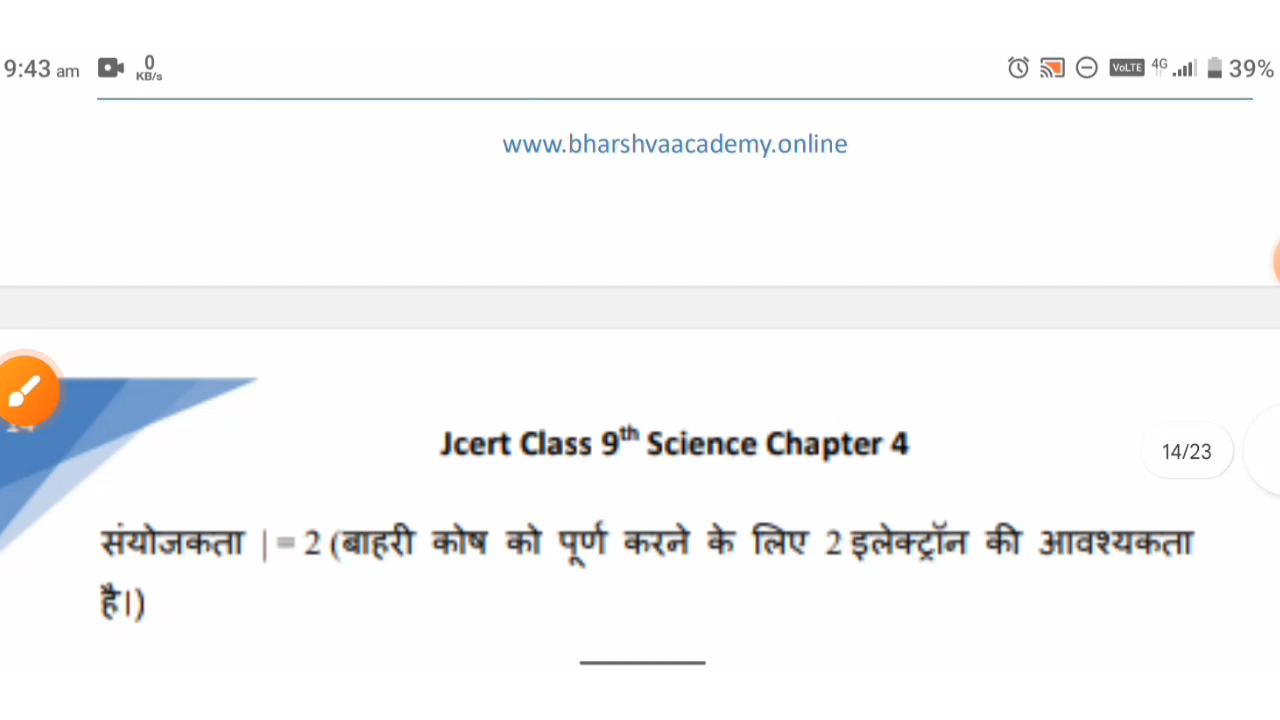 9:43 am 0 KB/s VoLTE 4G 39%
www.bharshvaacademy.online
Jcert Class 9th Science Chapter 4
14/23
संयोजकता | = 2 (बाहरी कोष को पूर्ण करने के लिए 2 इलेक्ट्रॉन की आवश्यकता
है।)